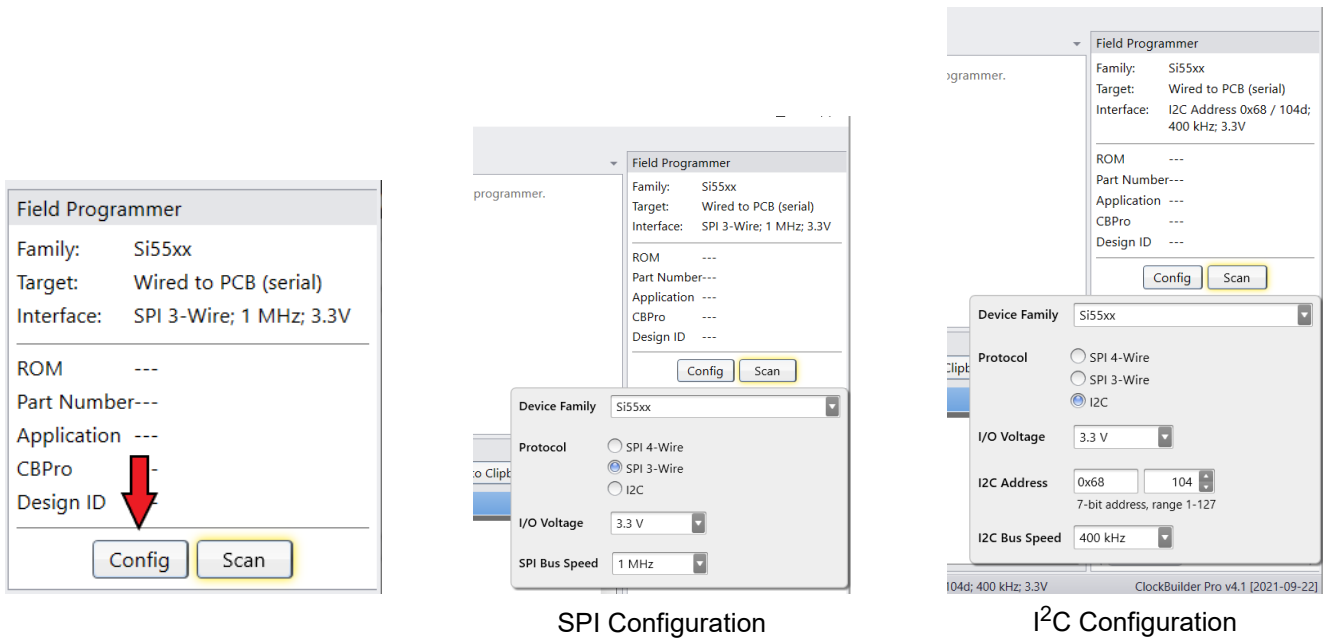 Field Programmer
Family: Si55xx
Target: Wired to PCB (serial)
Interface: SPI 3-Wire; 1 MHz; 3.3V
ROM ---
Part Number---
Application ---
CBPro
Design ID
Config Scan
programmer.
Field Programmer
Family: Si55xx
Target: Wired to PCB (serial)
Interface: SPI 3-Wire; 1 MHz; 3.3V
ROM ---
Part Number---
Application ---
CBPro ---
Design ID ---
Config Scan
Device Family Si55xx
Protocol SPI 4-Wire
SPI 3-Wire
I2C
I/O Voltage 3.3 V
SPI Bus Speed 1 MHz
SPI Configuration
Field Programmer
Family: Si55xx
Target: Wired to PCB (serial)
Interface: I2C Address 0x68 / 104d;
400 kHz; 3.3V
ROM ---
Part Number---
Application ---
CBPro ---
Design ID ---
Config Scan
Device Family Si55xx
Protocol SPI 4-Wire
SPI 3-Wire
I2C
I/O Voltage 3.3 V
I2C Address 0x68 104
7-bit address, range 1-127
I2C Bus Speed 400 kHz
104d; 400 kHz; 3.3V ClockBuilder Pro v4.1 [2021-09-22]
I²C Configuration